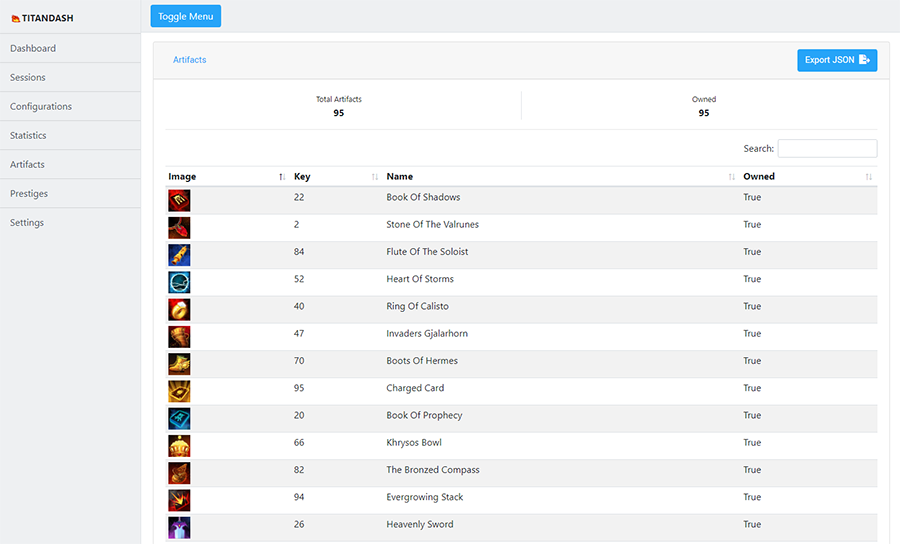 TITANDASH
Toggle Menu
Dashboard
Sessions
Configurations
Statistics
Artifacts
Prestiges
Settings
Artifacts
Export JSON
Total Artifacts
95
Owned
95
Search:
Image Key Name Owned
22 Book Of Shadows True
2 Stone Of The Valrunes True
84 Flute Of The Soloist True
52 Heart Of Storms True
40 Ring Of Calisto True
47 Invaders Gjalarhorn True
70 Boots Of Hermes True
95 Charged Card True
20 Book Of Prophecy True
66 Khrysos Bowl True
82 The Bronzed Compass True
94 Evergrowing Stack True
26 Heavenly Sword True